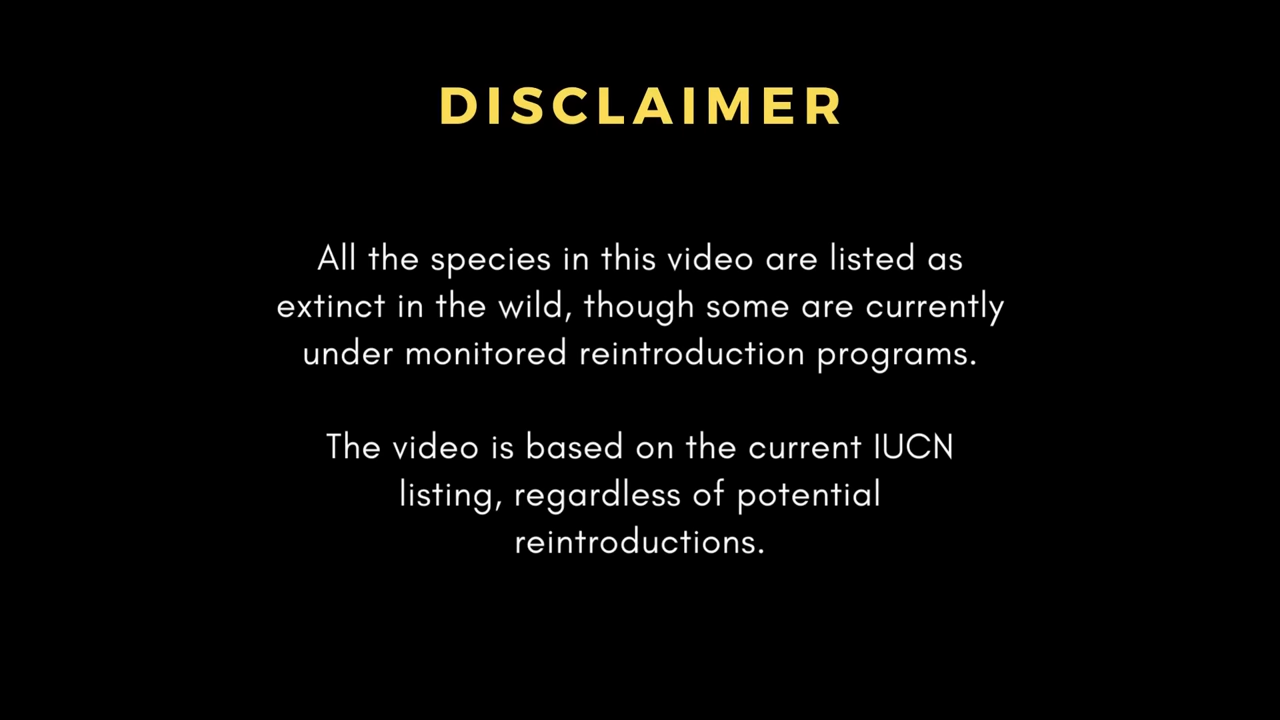 DISCLAIMER
All the species in this video are listed as
extinct in the wild, though some are currently
under monitored reintroduction programs.
The video is based on the current IUCN
listing, regardless of potential
reintroductions.